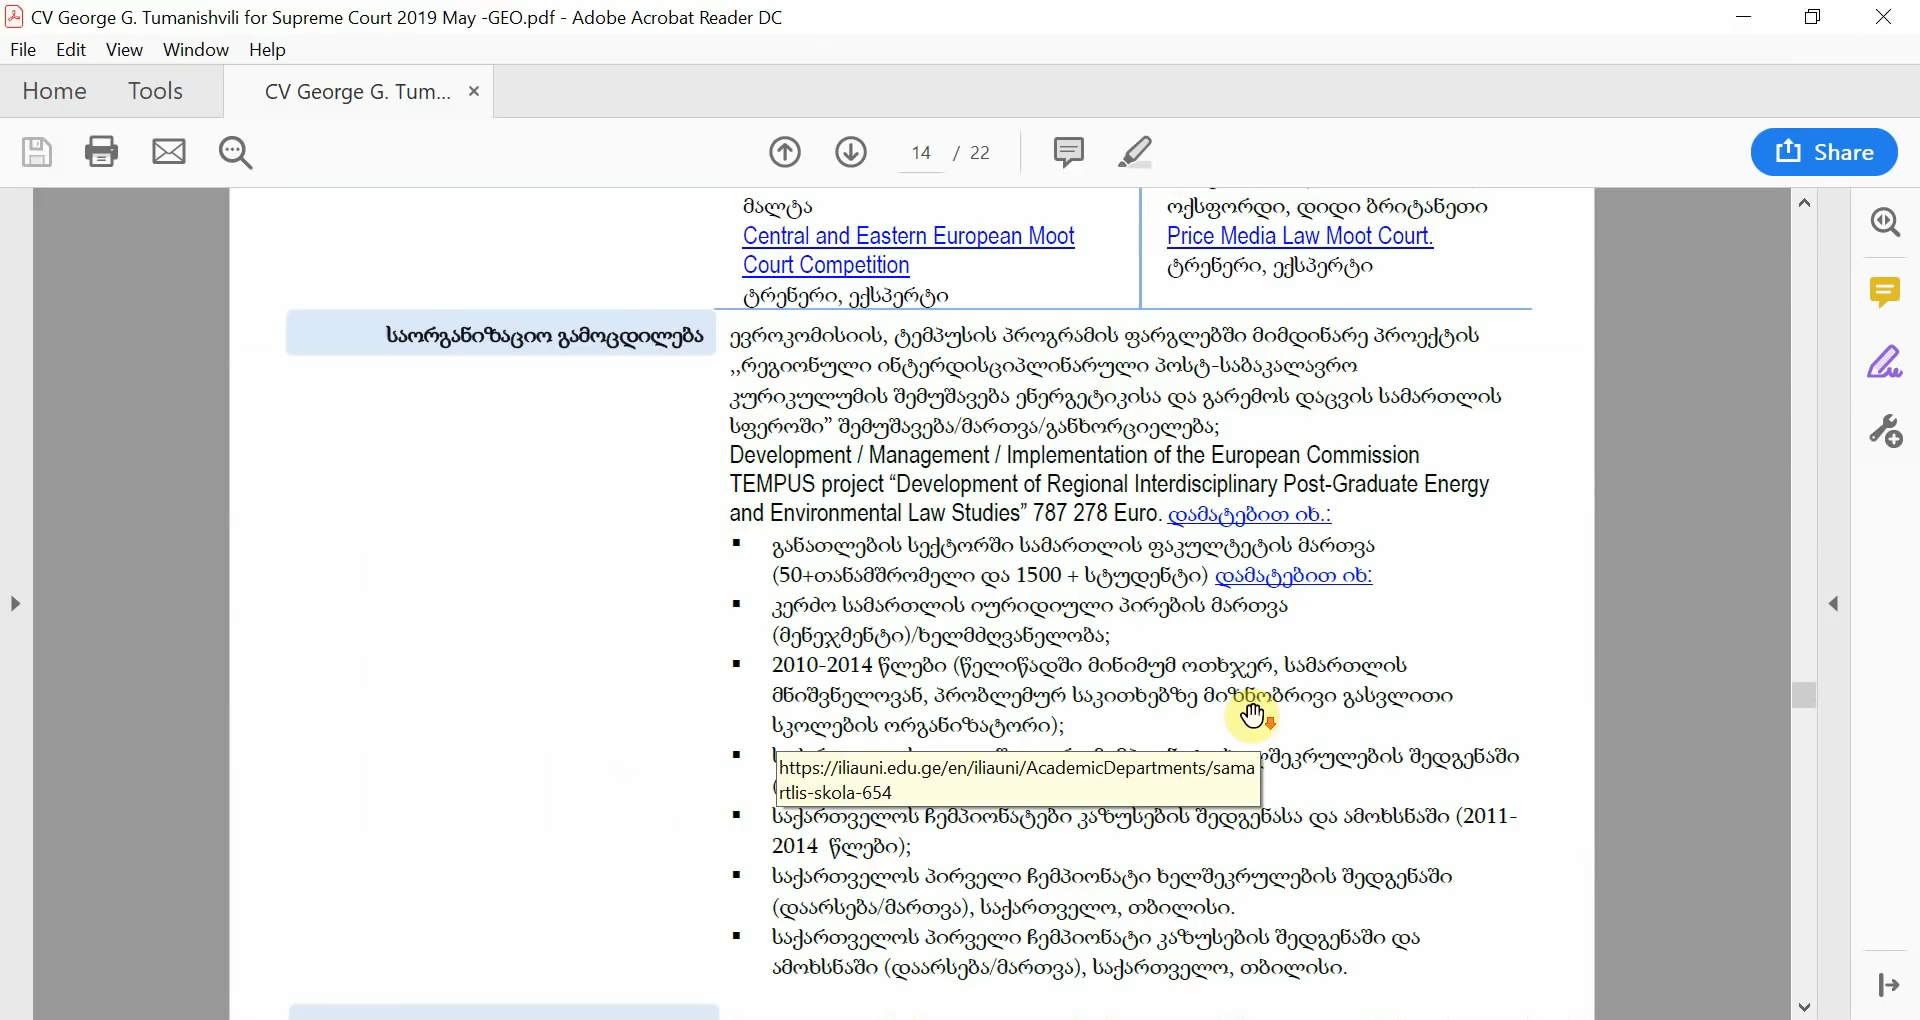 CV George G. Tumanishvili for Supreme Court 2019 May -GEO.pdf - Adobe Acrobat Reader DC
File Edit View Window Help
Home Tools CV George G. Tum... ×
14 / 22
Share
მალტა
Central and Eastern European Moot
Court Competition
ტრენერი, ექსპერტი
ოქსფორდი, დიდი ბრიტანეთი
Price Media Law Moot Court.
ტრენერი, ექსპერტი
საორგანიზაციო გამოცდილება
ევროკომისიის, ტემპუსის პროგრამის ფარგლებში მიმდინარე პროექტის
„რეგიონული ინტერდისციპლინარული პოსტ-საბაკალავრო
კურიკულუმის შემუშავება ენერგეტიკისა და გარემოს დაცვის სამართლის
სფეროში” შემუშავება/მართვა/განხორციელება;
Development / Management / Implementation of the European Commission
TEMPUS project “Development of Regional Interdisciplinary Post-Graduate Energy
and Environmental Law Studies” 787 278 Euro. დამატებით იხ.:
▪ განათლების სექტორში სამართლის ფაკულტეტის მართვა
(50+თანამშრომელი და 1500 + სტუდენტი) დამატებით იხ:
▪ კერძო სამართლის იურიდიული პირების მართვა
(მენეჯმენტი)/ხელმძღვანელობა;
▪ 2010-2014 წლები (წელიწადში მინიმუმ ოთხჯერ, სამართლის
მნიშვნელოვან, პრობლემურ საკითხებზე მიზნობრივი გასვლითი
სკოლების ორგანიზატორი);
▪ შედგენაში
https://iliauni.edu.ge/en/iliauni/AcademicDepartments/sama
rtlis-skola-654
▪ საქართველოს ჩემპიონატები კაზუსების შედგენასა და ამოხსნაში (2011-
2014 წლები);
▪ საქართველოს პირველი ჩემპიონატი ხელშეკრულების შედგენაში
(დაარსება/მართვა), საქართველო, თბილისი.
▪ საქართველოს პირველი ჩემპიონატი კაზუსების შედგენაში და
ამოხსნაში (დაარსება/მართვა), საქართველო, თბილისი.